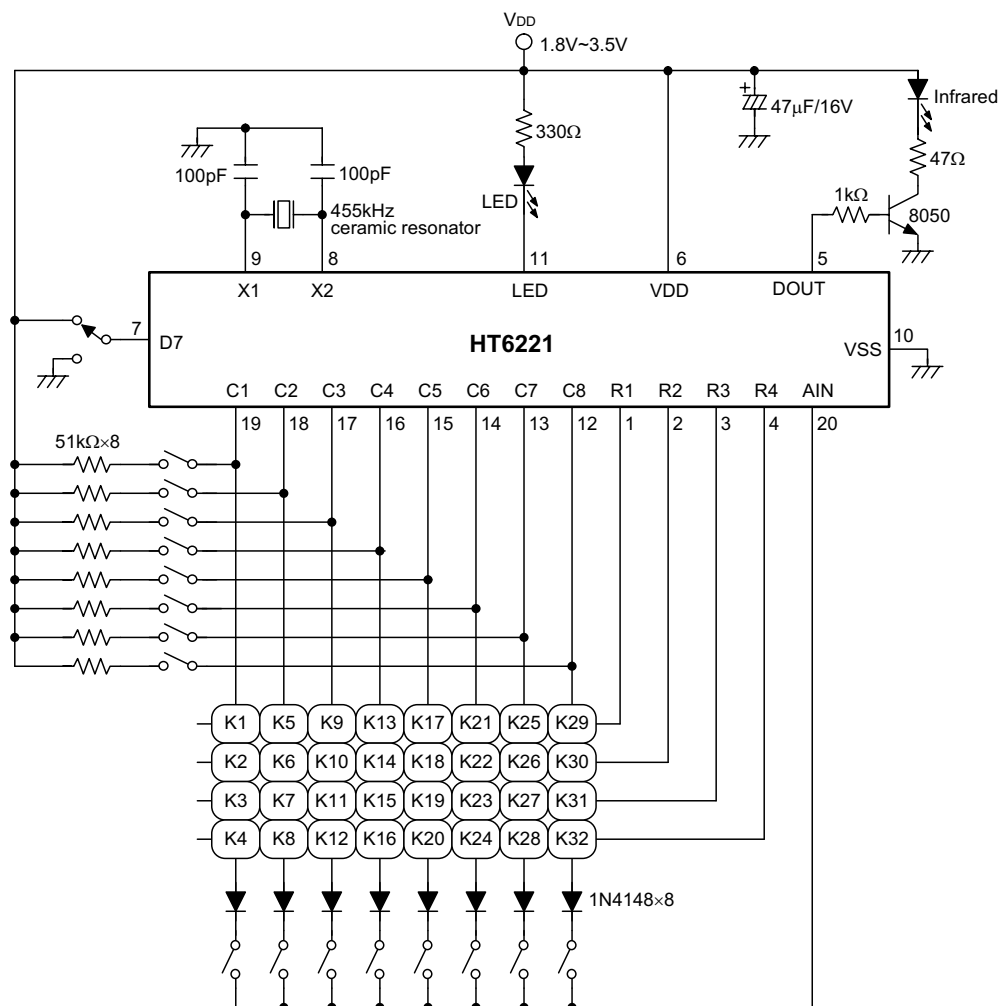 VDD
1.8V~3.5V
Infrared
47μF/16V
330Ω
47Ω
100pF
100pF
LED
1kΩ
8050
455kHz
ceramic resonator
9 8 11 6 5
X1 X2 LED VDD DOUT
7 D7
HT6221
VSS 10
C1 C2 C3 C4 C5 C6 C7 C8 R1 R2 R3 R4 AIN
19 18 17 16 15 14 13 12 1 2 3 4 20
51kΩ×8
K1 K5 K9 K13 K17 K21 K25 K29
K2 K6 K10 K14 K18 K22 K26 K30
K3 K7 K11 K15 K19 K23 K27 K31
K4 K8 K12 K16 K20 K24 K28 K32
1N4148×8